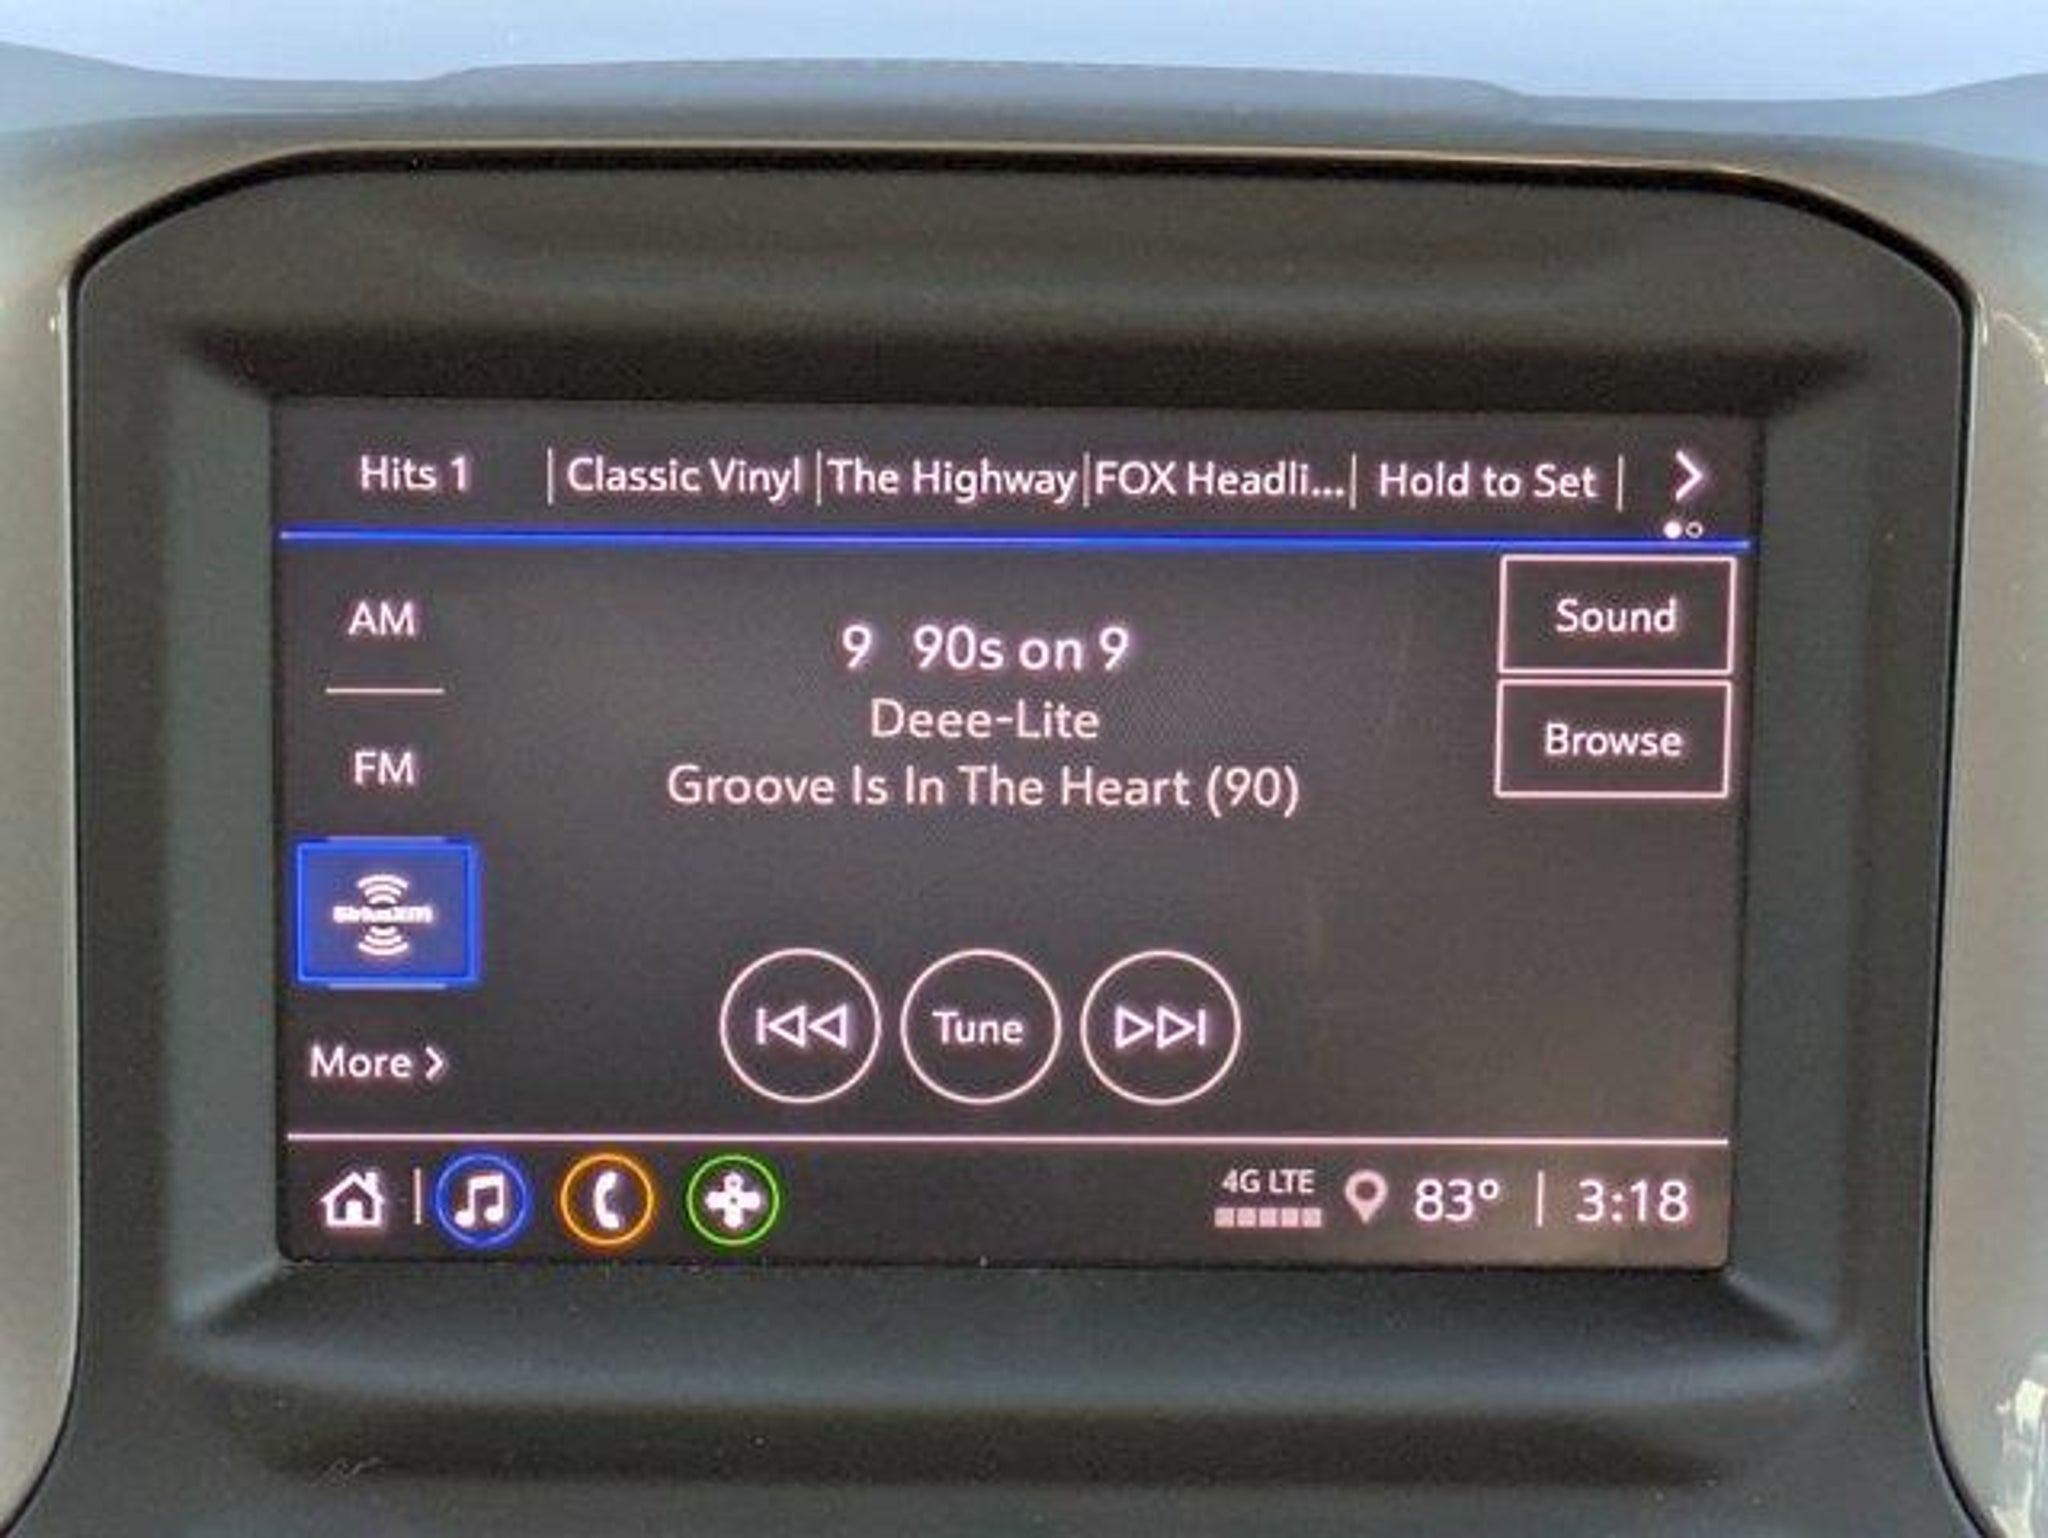 Hits 1 Classic Vinyl The Highway FOX Headli... Hold to Set
AM
9 90s on 9
Sound
Deee-Lite
Browse
FM
Groove Is In The Heart (90)
SiriusXM
Tune
More
4G LTE
83° 3:18